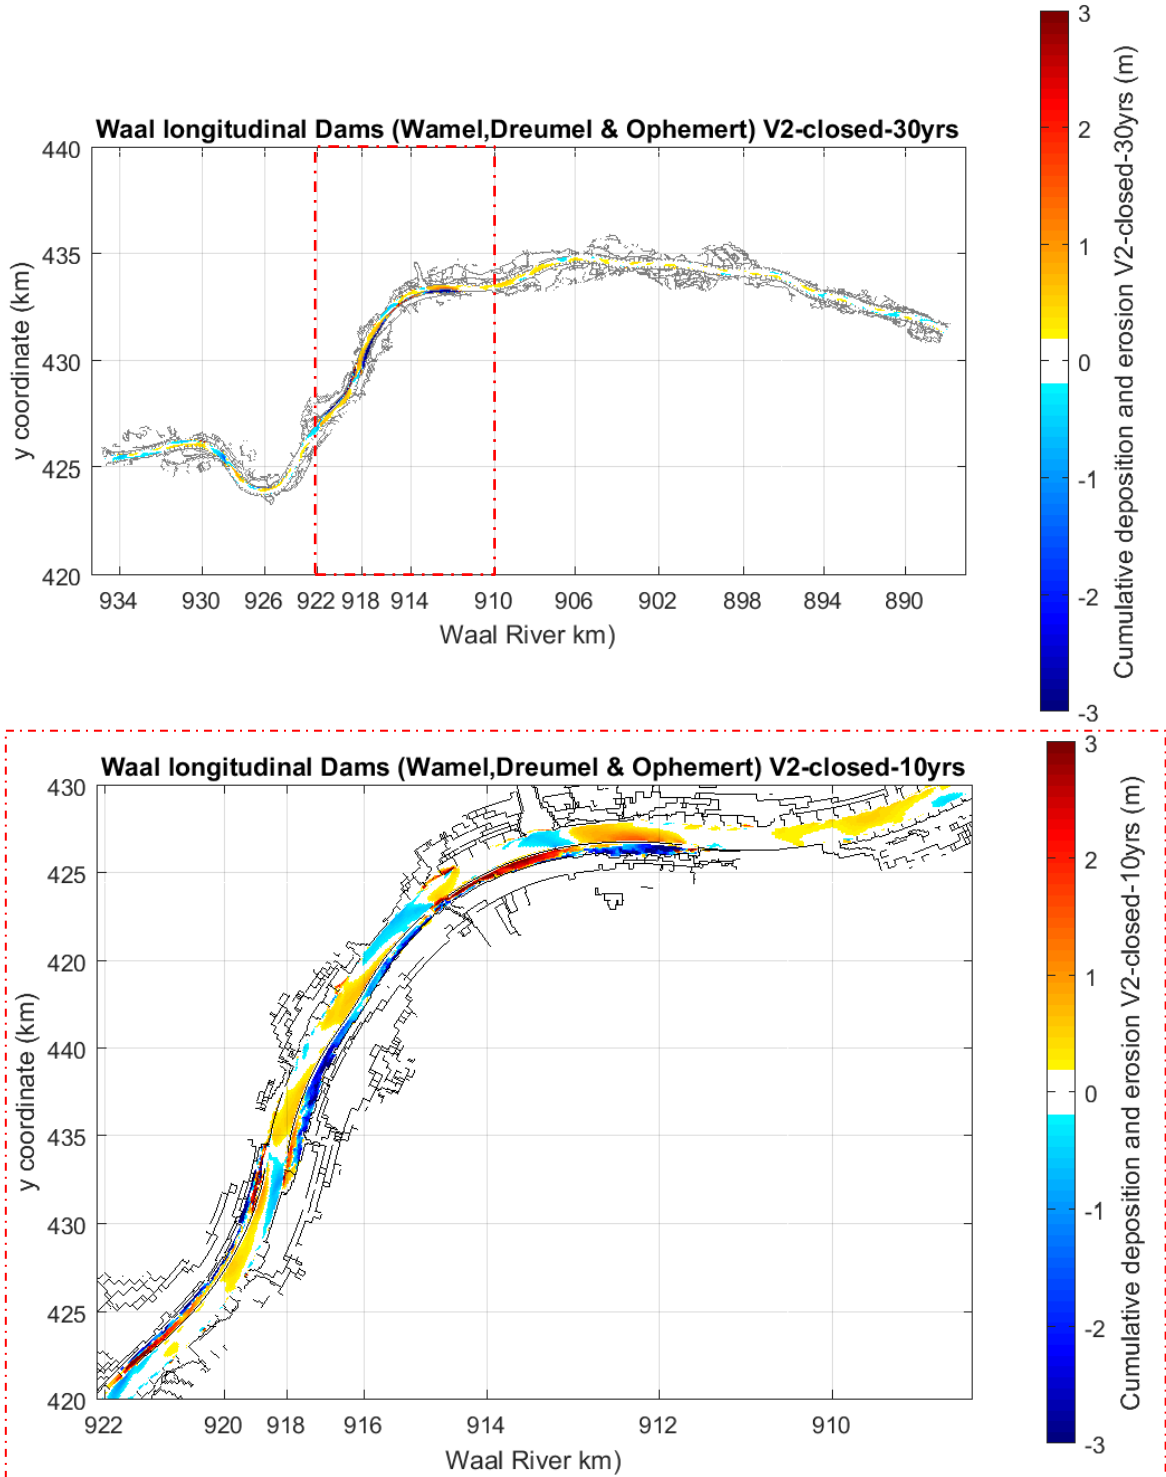 Waal longitudinal Dams (Wamel,Dreumel & Ophemert) V2-closed-30yrs
440
435
430
425
420
y coordinate (km)
934 930 926 922 918 914 910 906 902 898 894 890
Waal River km)
3
2
1
0
-1
-2
-3
Cumulative deposition and erosion V2-closed-30yrs (m)
Waal longitudinal Dams (Wamel,Dreumel & Ophemert) V2-closed-10yrs
430
425
420
440
435
430
425
420
y coordinate (km)
922 920 918 916 914 912 910
Waal River km)
3
2
1
0
-1
-2
-3
Cumulative deposition and erosion V2-closed-10yrs (m)